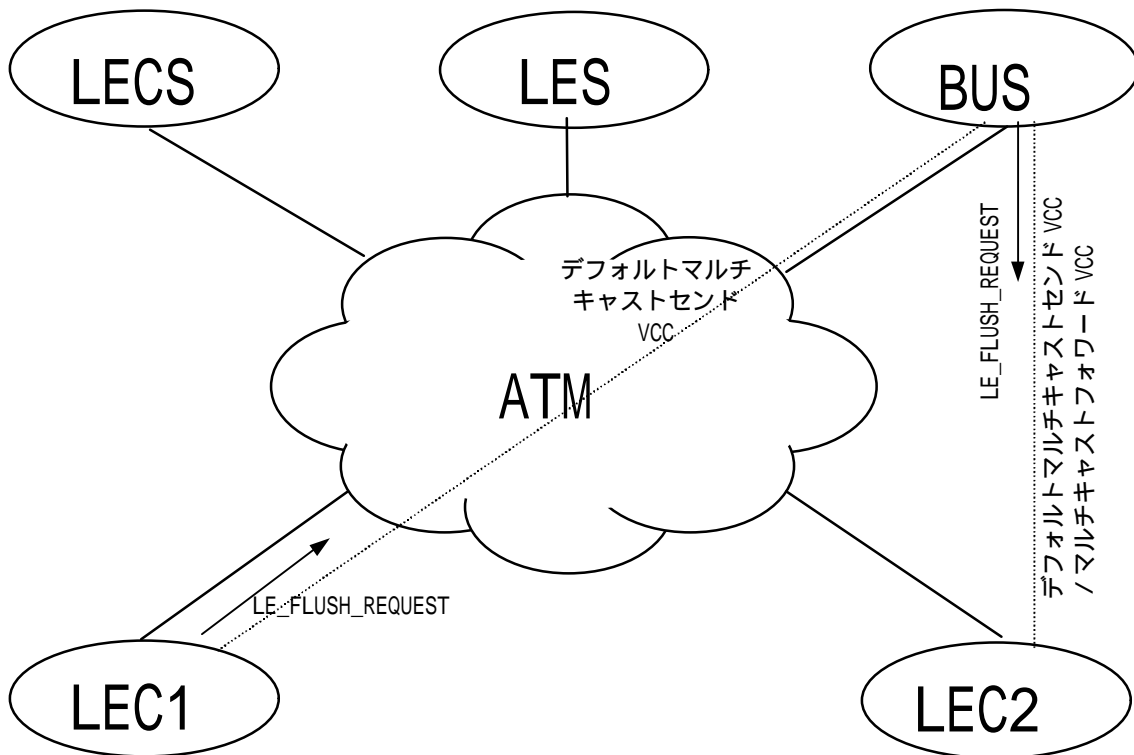 LECS
LES
BUS
デフォルトマルチ
キャストセンド
VCC
ATM
LE_FLUSH_REQUEST
デフォルトマルチキャストセンド VCC
/マルチキャストフォワード VCC
LE_FLUSH_REQUEST
LEC1
LEC2